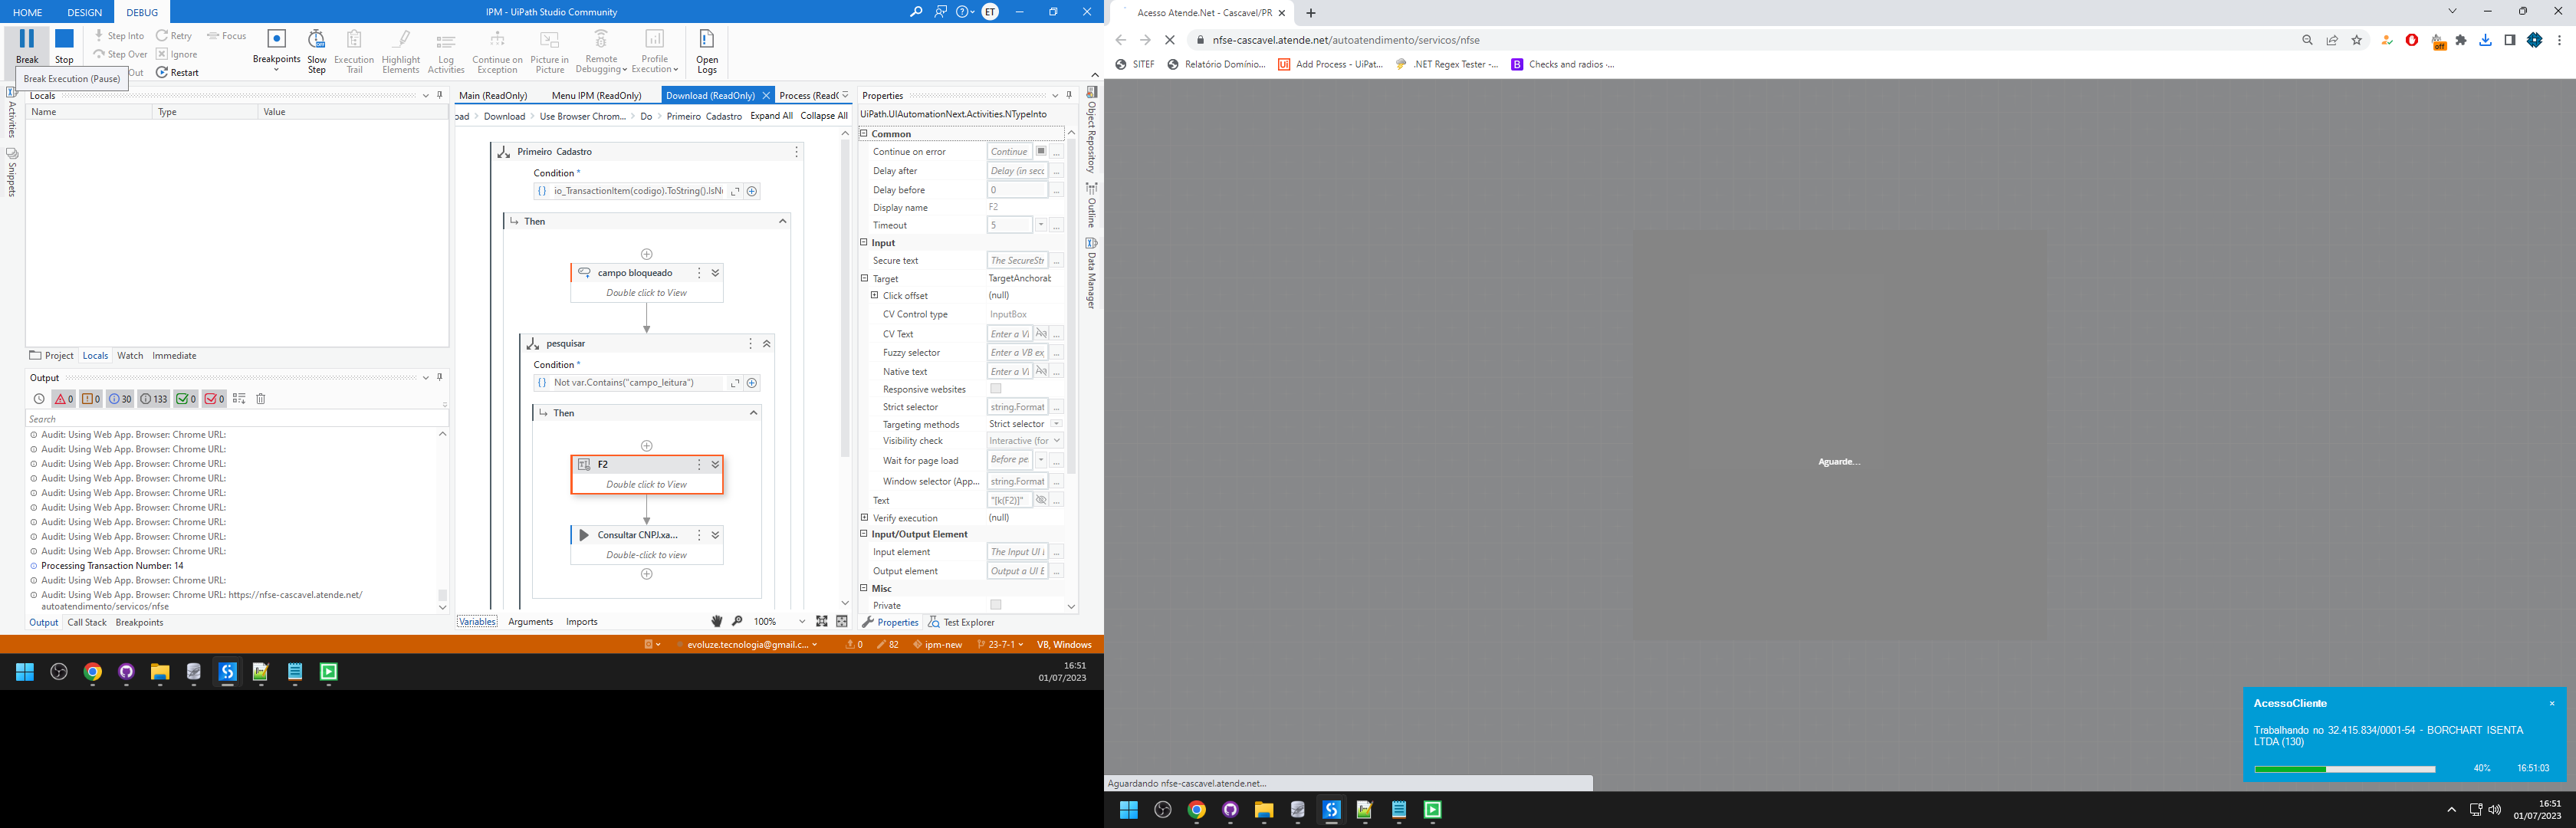 HOME DESIGN DEBUG IPM - UiPath Studio Community ET
Break Stop Step Into Step Over Out Retry Ignore Restart Focus Breakpoints Slow Step Execution Trail Highlight Elements Log Activities Continue on Exception Picture in Picture Remote Debugging Profile Execution Open Logs
Break Execution (Pause)
Activities
Snippets
Locals
Name Type Value
Project Locals Watch Immediate
Output
0 0 30 133 0 0
Search
Audit: Using Web App. Browser: Chrome URL:
Audit: Using Web App. Browser: Chrome URL:
Audit: Using Web App. Browser: Chrome URL:
Audit: Using Web App. Browser: Chrome URL:
Audit: Using Web App. Browser: Chrome URL:
Audit: Using Web App. Browser: Chrome URL:
Audit: Using Web App. Browser: Chrome URL:
Audit: Using Web App. Browser: Chrome URL:
Audit: Using Web App. Browser: Chrome URL:
Processing Transaction Number: 14
Audit: Using Web App. Browser: Chrome URL:
Audit: Using Web App. Browser: Chrome URL: https://nfse-cascavel.atende.net/
autoatendimento/servicos/nfse
Output Call Stack Breakpoints
Main (ReadOnly) Menu IPM (ReadOnly) Download (ReadOnly) Process (ReadO
oad > Download > Use Browser Chrom... > Do > Primeiro Cadastro Expand All Collapse All
Primeiro Cadastro
Condition *
io_TransactionItem(codigo).ToString().IsNu
Then
campo bloqueado
Double click to View
pesquisar
Condition *
Not var.Contains("campo_leitura")
Then
F2
Double click to View
Consultar CNPJ.xa...
Double-click to view
Variables Arguments Imports 100%
Properties
UiPath.UIAutomationNext.Activities.NTypeInto
Common
Continue on error Continue
Delay after Delay (in secc
Delay before 0
Display name F2
Timeout 5
Input
Secure text The SecureStr
Target TargetAnchorab
Click offset (null)
CV Control type InputBox
CV Text Enter a VI
Fuzzy selector Enter a VB ex
Native text Enter a VI
Responsive websites
Strict selector string.Format
Targeting methods Strict selector
Visibility check Interactive (for
Wait for page load Before pe
Window selector (App... string.Format
Text "[k(F2)]"
Verify execution (null)
Input/Output Element
Input element The Input UI I
Output element Output a UI E
Misc
Private
Properties Test Explorer
Object Repository
Outline
Data Manager
evoluze.tecnologia@gmail.c... 0 82 ipm-new 23-7-1 VB, Windows
16:51
01/07/2023
Acesso Atende.Net - Cascavel/PR
nfse-cascavel.atende.net/autoatendimento/servicos/nfse
off
SITEF Relatório Domínio... Add Process - UiPat... .NET Regex Tester -... Checks and radios ·...
Aguarde...
AcessoCliente
Trabalhando no 32.415.834/0001-54 - BORCHART ISENTA
LTDA (130)
40% 16:51:03
Aguardando nfse-cascavel.atende.net...
16:51
01/07/2023